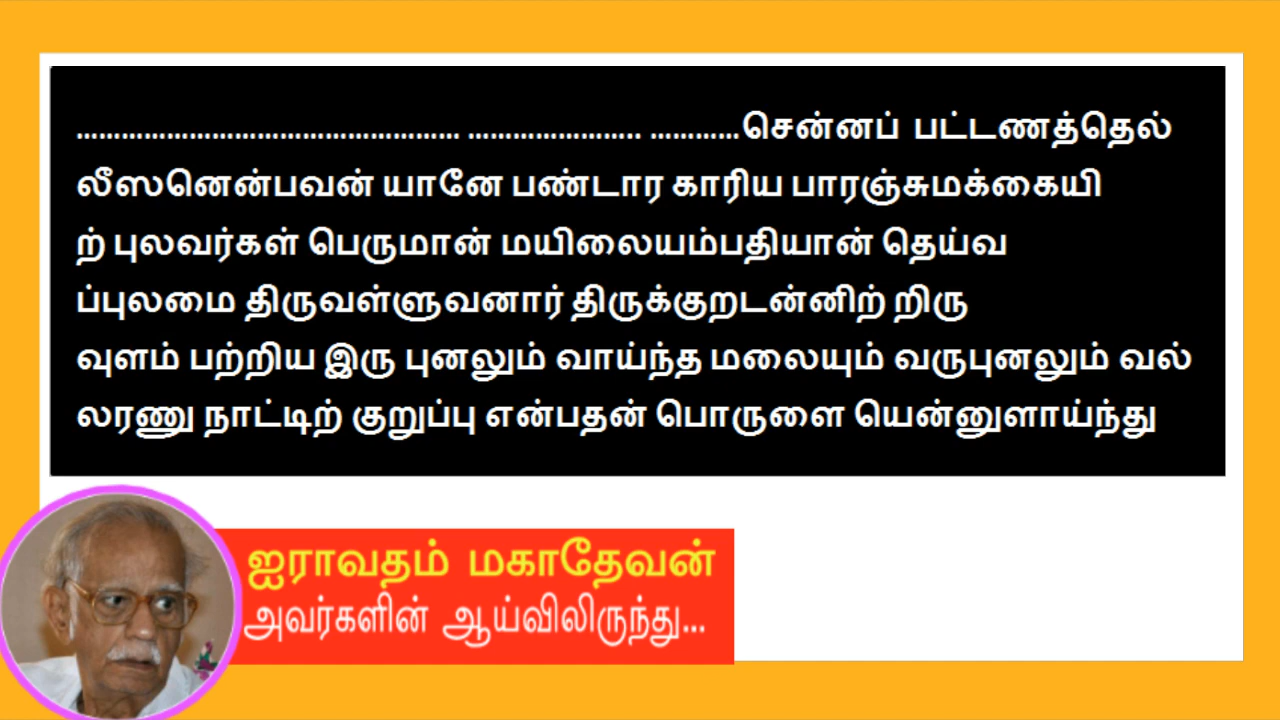 ................................................ ...................... ............சென்னப் பட்டணத்தெல்
லீஸனென்பவன் யானே பண்டார காரிய பாரஞ்சுமக்கையி
ற் புலவர்கள் பெருமான் மயிலையம்பதியான் தெய்வ
ப்புலமை திருவள்ளுவனார் திருக்குறடன்னிற் றிரு
வுளம் பற்றிய இரு புனலும் வாய்ந்த மலையும் வருபுனலும் வல்
லரணு நாட்டிற் குறுப்பு என்பதன் பொருளை யென்னுளாய்ந்து
ஐராவதம் மகாதேவன்
அவர்களின் ஆய்விலிருந்து...